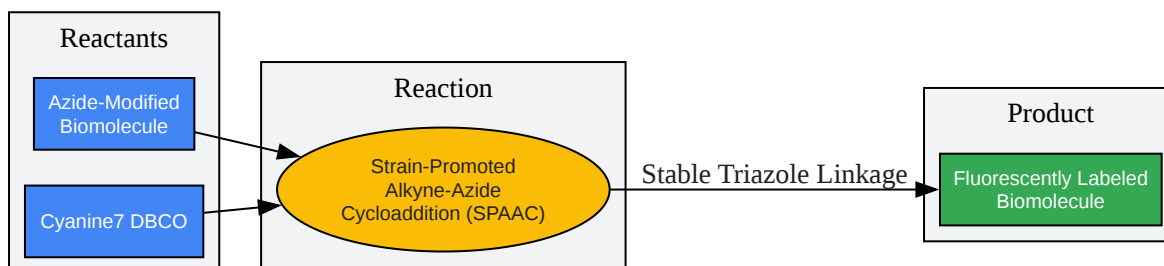 Reactants
Azide-Modified
Biomolecule
Cyanine7 DBCO
Reaction
Strain-Promoted
Alkyne-Azide
Cycloaddition (SPAAC)
Stable Triazole Linkage
Product
Fluorescently Labeled
Biomolecule